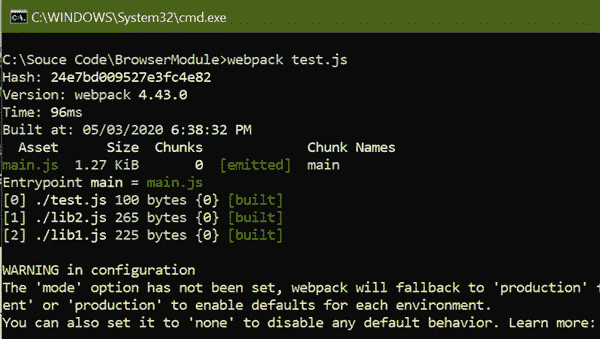 C:\WINDOWS\System32\cmd.exe
C:\Souce Code\BrowserModule>webpack test.js
Hash: 24e7bd009527e3fc4e82
Version: webpack 4.43.0
Time: 96ms
Built at: 05/03/2020 6:38:32 PM
Asset Size Chunks Chunk Names
main.js 1.27 KiB 0 [emitted] main
Entrypoint main = main.js
[0] ./test.js 100 bytes {0} [built]
[1] ./lib2.js 265 bytes {0} [built]
[2] ./lib1.js 225 bytes {0} [built]
WARNING in configuration
The 'mode' option has not been set, webpack will fallback to 'production'
ent' or 'production' to enable defaults for each environment.
You can also set it to 'none' to disable any default behavior. Learn more: